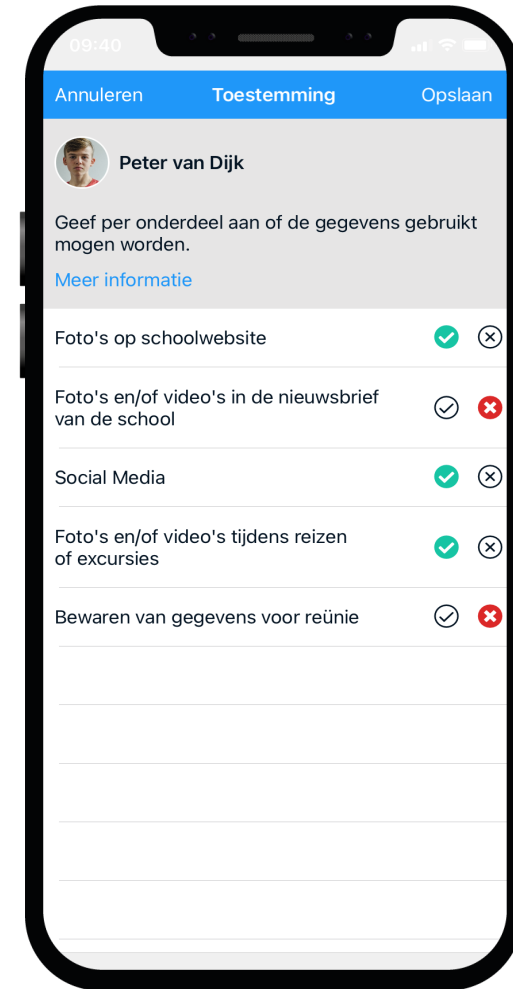 09:40
Annuleren Toestemming Opslaan
Peter van Dijk
Geef per onderdeel aan of de gegevens gebruikt
mogen worden.
Meer informatie
Foto's op schoolwebsite
Foto's en/of video's in de nieuwsbrief
van de school
Social Media
Foto's en/of video's tijdens reizen
of excursies
Bewaren van gegevens voor reünie